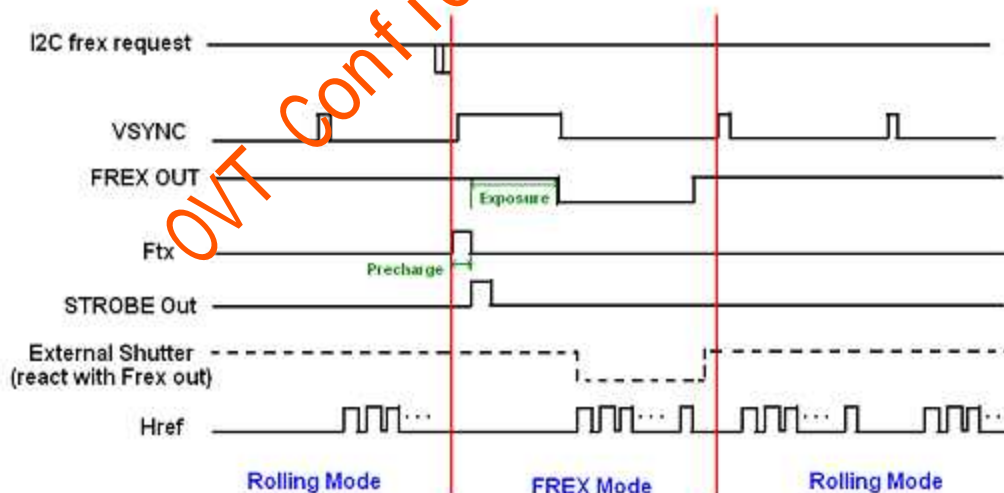 I2C frex request
VSYNC
FREX OUT
Exposure
Ftx
Precharge
STROBE Out
External Shutter
(react with Frex out)
Href
Rolling Mode
FREX Mode
Rolling Mode
OVT